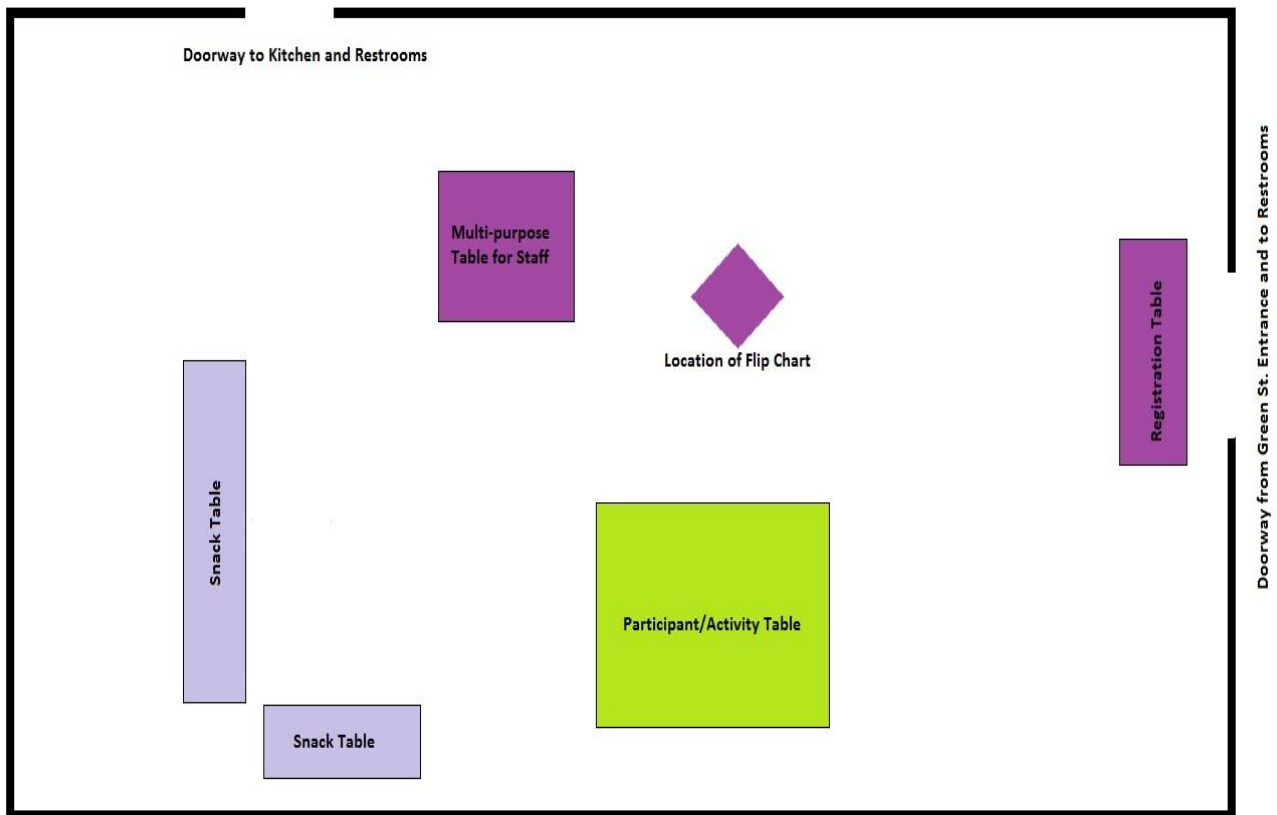 Doorway to Kitchen and Restrooms
Multi-purpose
Table for Staff
Location of Flip Chart
Registration Table
Doorway from Green St. Entrance and to Restrooms
Snack Table
Participant/Activity Table
Snack Table